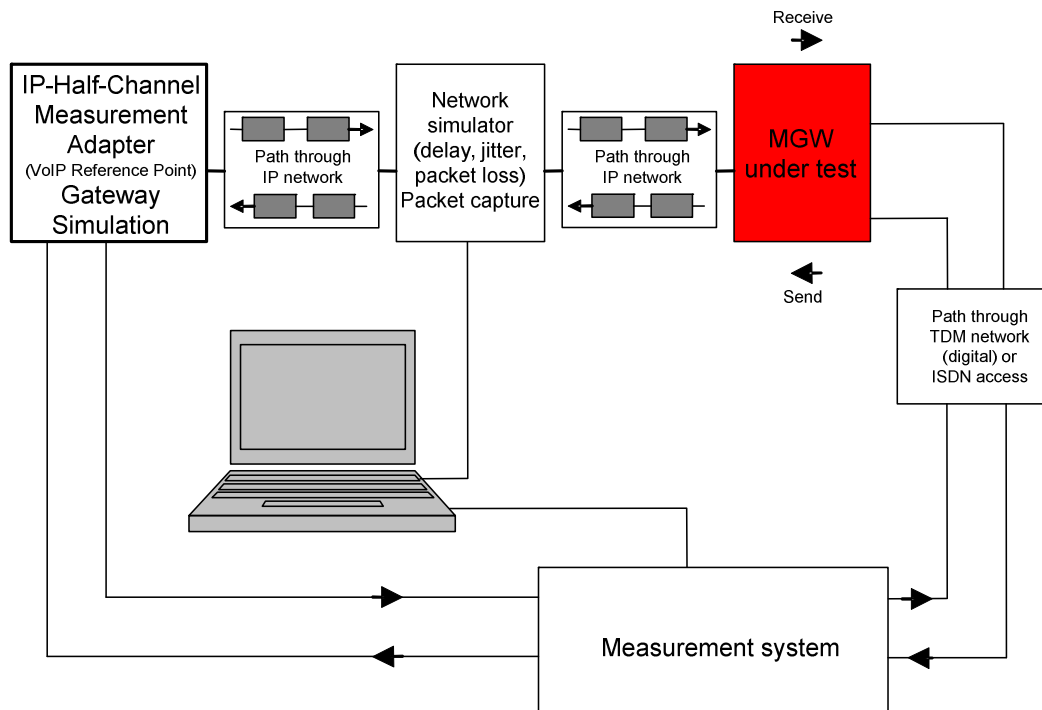 Receive
IP-Half-Channel
Measurement
Adapter
(VoIP Reference Point)
Gateway
Simulation
Path through
IP network
Network
simulator
(delay, jitter,
packet loss)
Packet capture
Path through
IP network
MGW
under test
Send
Path through
TDM network
(digital) or
ISDN access
Measurement system